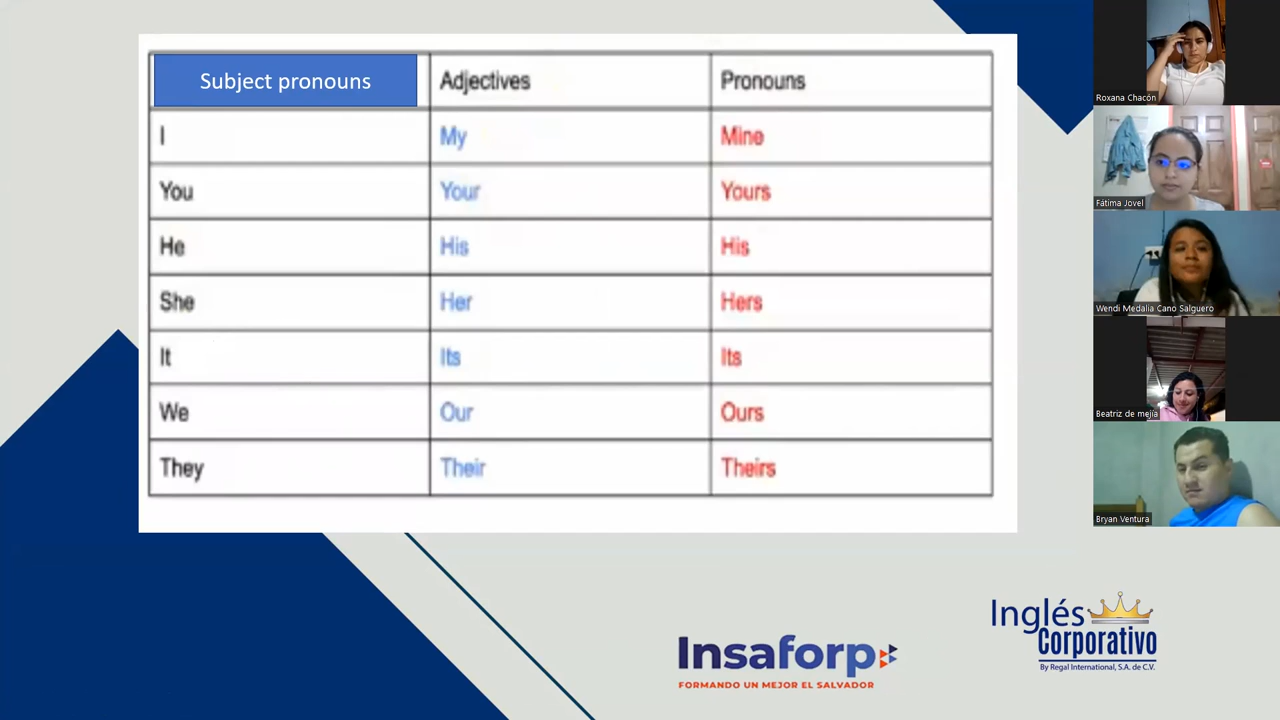 Subject pronouns Adjectives Pronouns
I My Mine
You Your Yours
He His His
She Her Hers
It Its Its
We Our Ours
They Their Theirs
Roxana Chacón
Fátima Jovel
Wendi Medalia Cano Salguero
Beatriz de mejía
Bryan Ventura
Insaforp
FORMANDO UN MEJOR EL SALVADOR
Inglés
Corporativo
By Regal International, S.A. de C.V.